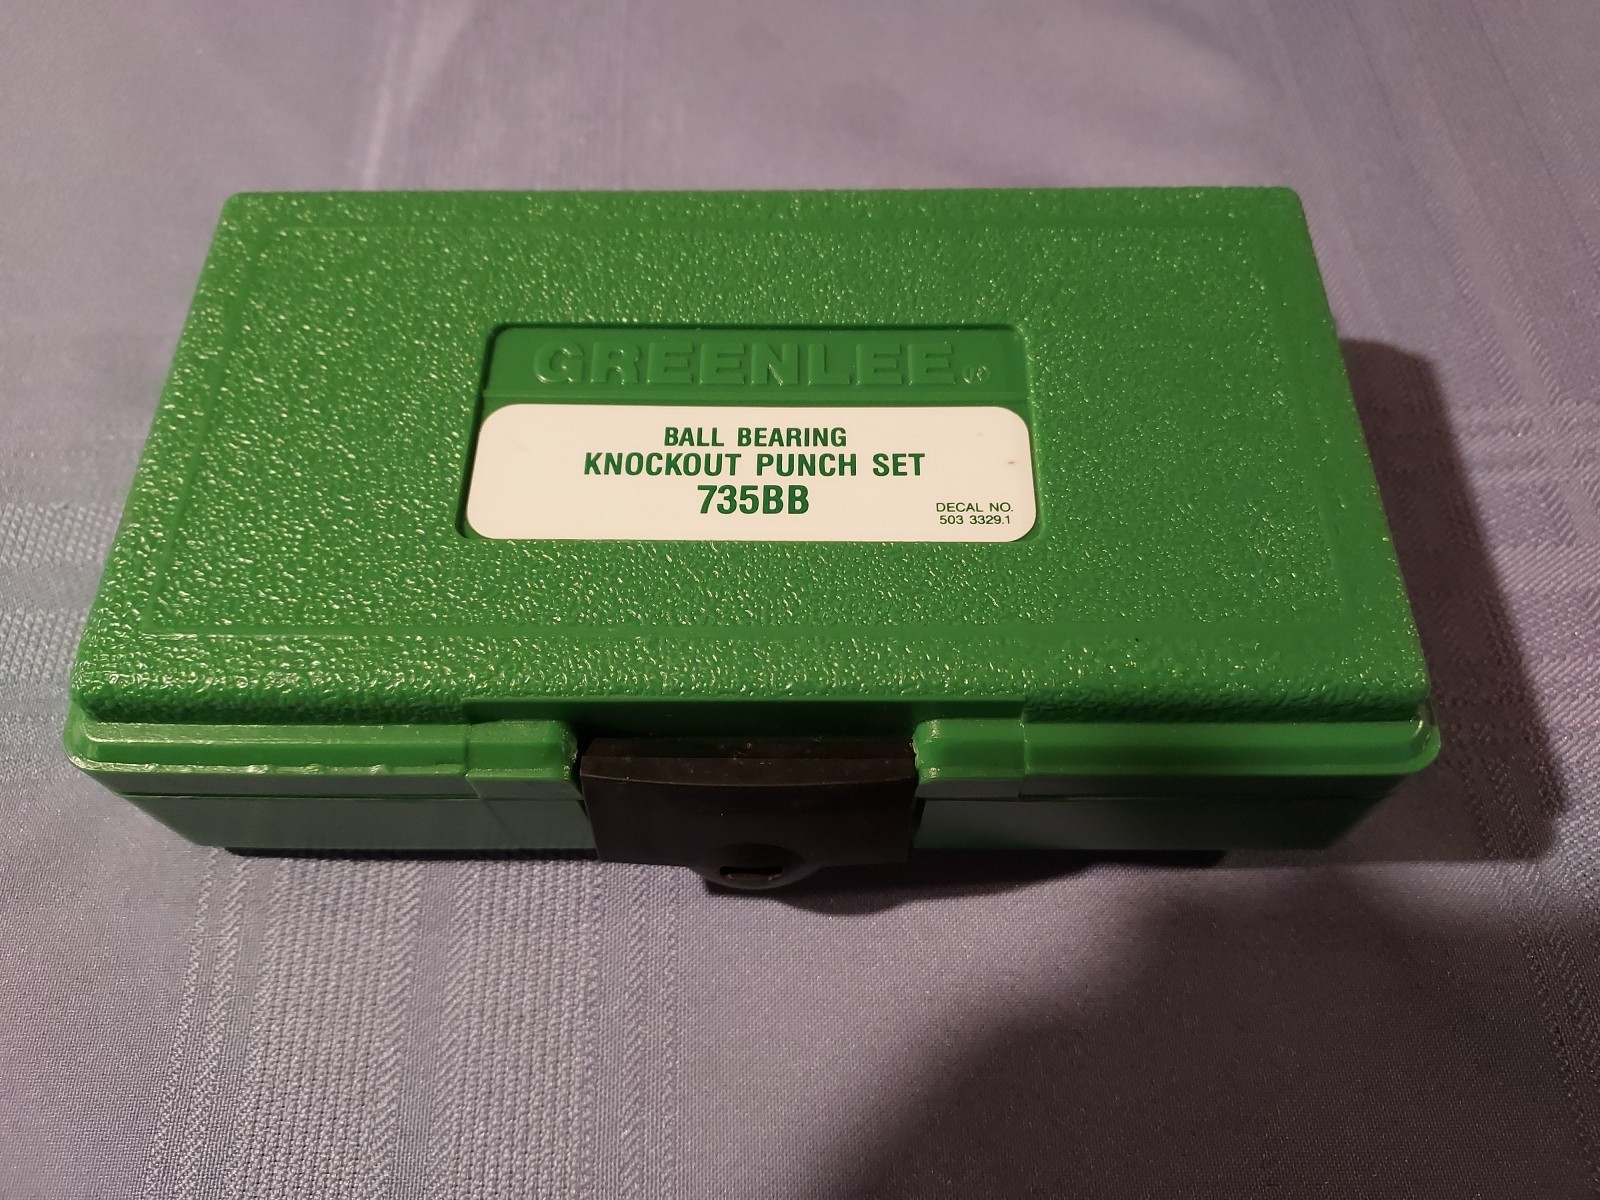 GREENLEE®
BALL BEARING
KNOCKOUT PUNCH SET
735BB
DECAL NO.
503 3329.1